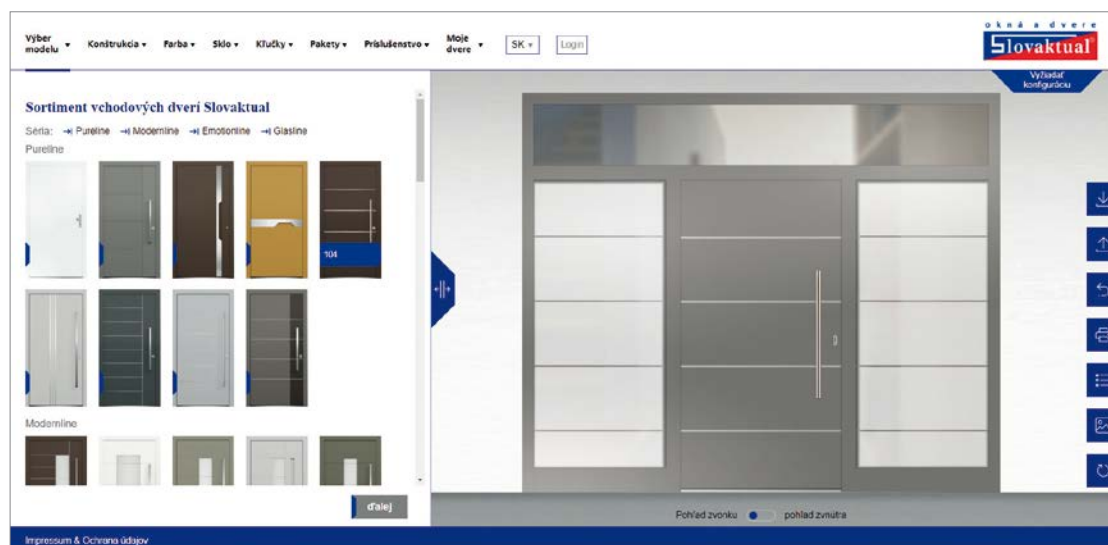 Výber modelu
Konštrukcia
Farba
Sklo
Kľučky
Pakety
Príslušenstvo
Moje dvere
SK
Login
okná a dvere
Slovaktual
Vyžiadať
konfiguráciu
Sortiment vchodových dverí Slovaktual
Séria: Pureline Modernline Emotionline Glasline
Pureline
104
Modernline
ďalej
Pohľad zvonku pohľad zvnútra
Impressum & Ochrana údajov